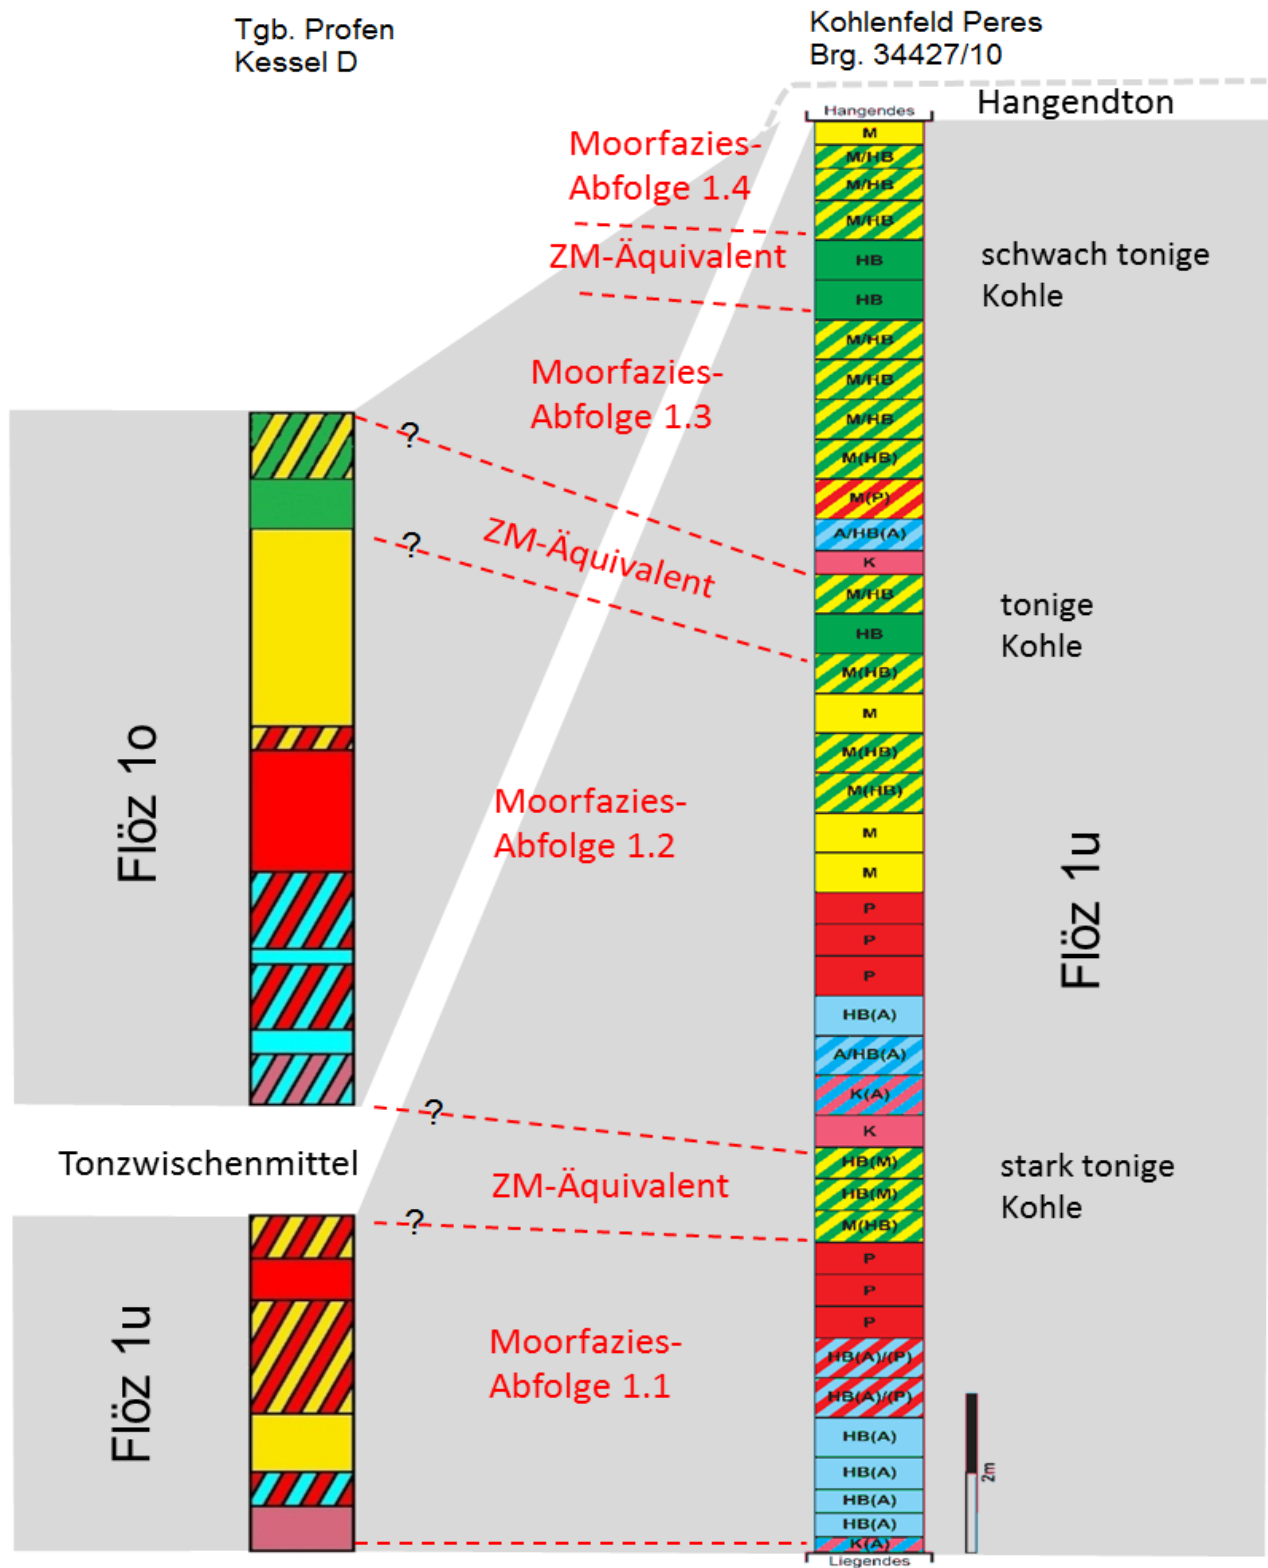 Tgb. Profen
Kessel D
Kohlenfeld Peres
Brg. 34427/10
Hangendes
Hangendton
M
M/HB
M/HB
M/HB
HB
HB
M/HB
M/HB
M/HB
M(HB)
M(P)
A/HB(A)
K
M/HB
HB
M(HB)
M
M(HB)
M(HB)
M
M
P
P
P
HB(A)
A/HB(A)
K(A)
K
HB(M)
HB(M)
M(HB)
P
P
P
HB(A)/(P)
HB(A)/(P)
HB(A)
HB(A)
HB(A)
HB(A)
K(A)
Liegendes
Moorfazies-
Abfolge 1.4
ZM-Äquivalent
Moorfazies-
Abfolge 1.3
?
?
ZM-Äquivalent
Moorfazies-
Abfolge 1.2
?
ZM-Äquivalent
?
Moorfazies-
Abfolge 1.1
schwach tonige
Kohle
tonige
Kohle
stark tonige
Kohle
Flöz 1o
Tonzwischenmittel
Flöz 1u
Flöz 1u
2m